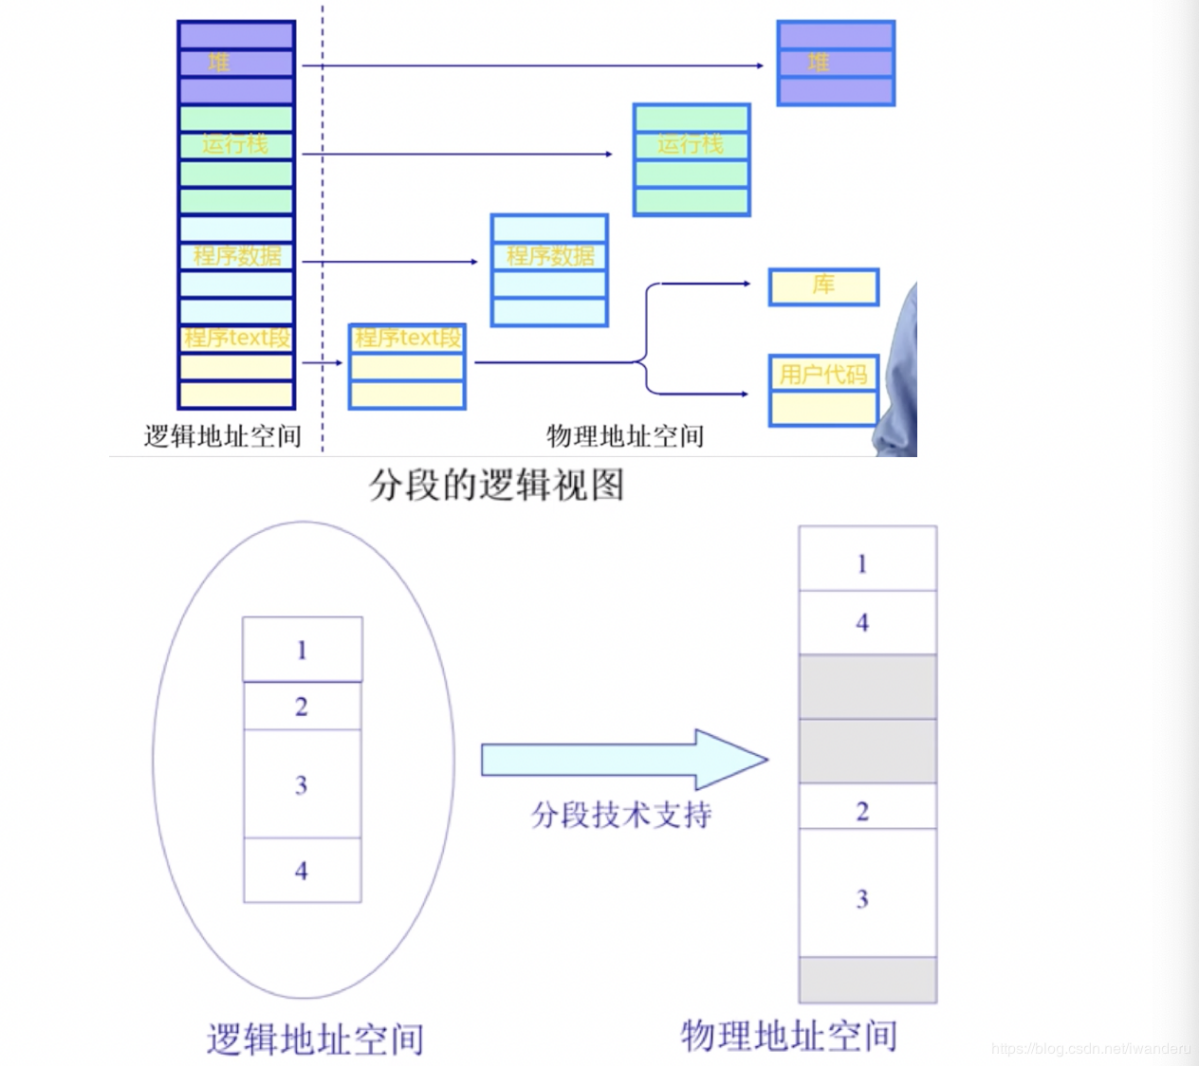 堆
堆
运行栈
运行栈
程序数据
程序数据
库
程序text段
程序text段
用户代码
逻辑地址空间
物理地址空间
分段的逻辑视图
1
4
1
2
3
4
2
3
分段技术支持
逻辑地址空间
物理地址空间
https://blog.csdn.net/iwanderu